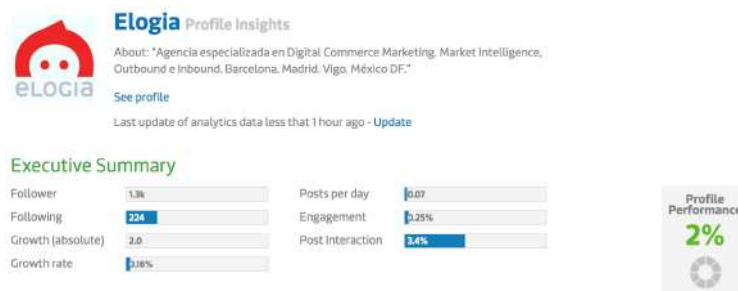 Elogia Profile Insights
About: "Agencia especializada en Digital Commerce Marketing. Market Intelligence,
Outbound e Inbound. Barcelona. Madrid. Vigo. México DF."
eLOGIa
See profile
Last update of analytics data less that 1 hour ago - Update
Executive Summary
Follower 1.3k Posts per day 0.07
Following 224 Engagement 0.25%
Growth (absolute) 2.0 Post Interaction 3.4%
Growth rate 0.16%
Profile
Performance
2%